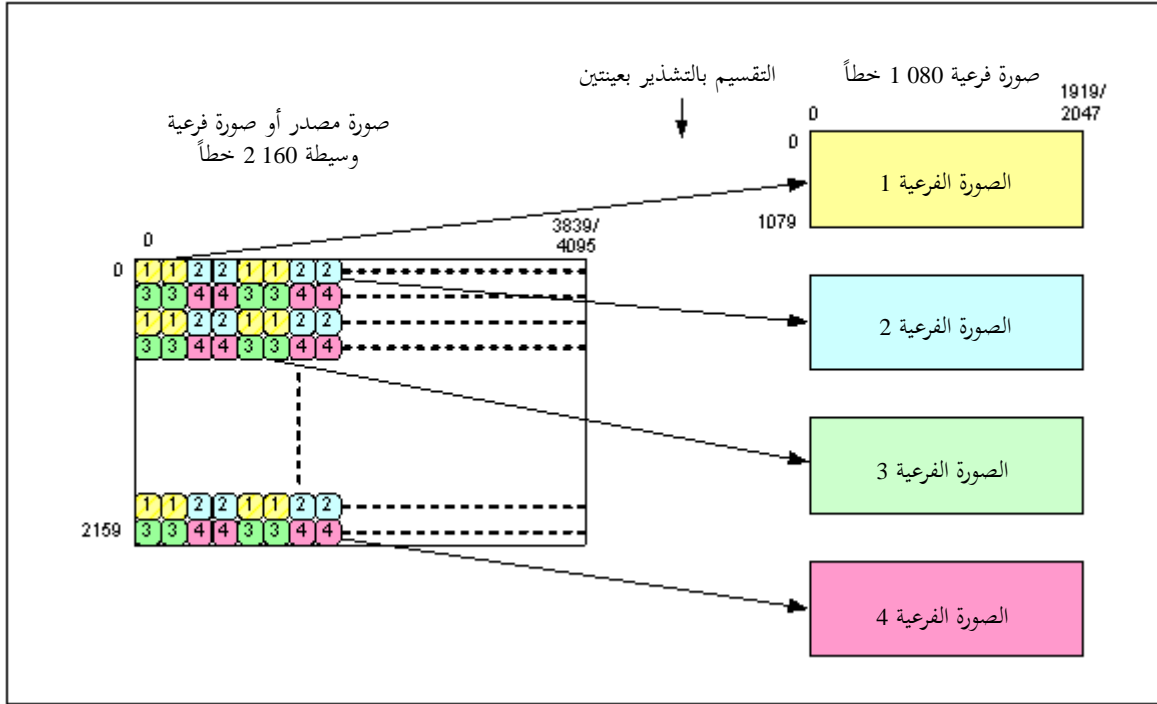 صورة فرعية 080 1 خطاً
التقسيم بالتشذير بعينتين
1919/
2047
0
0
1079
صورة مصدر أو صورة فرعية
وسيطة 160 2 خطاً
0
3839/
4095
0
1 1 2 2 1 1 2 2
3 3 4 4 3 3 4 4
1 1 2 2 1 1 2 2
3 3 4 4 3 3 4 4
1 1 2 2 1 1 2 2
3 3 4 4 3 3 4 4
2159
الصورة الفرعية 1
الصورة الفرعية 2
الصورة الفرعية 3
الصورة الفرعية 4